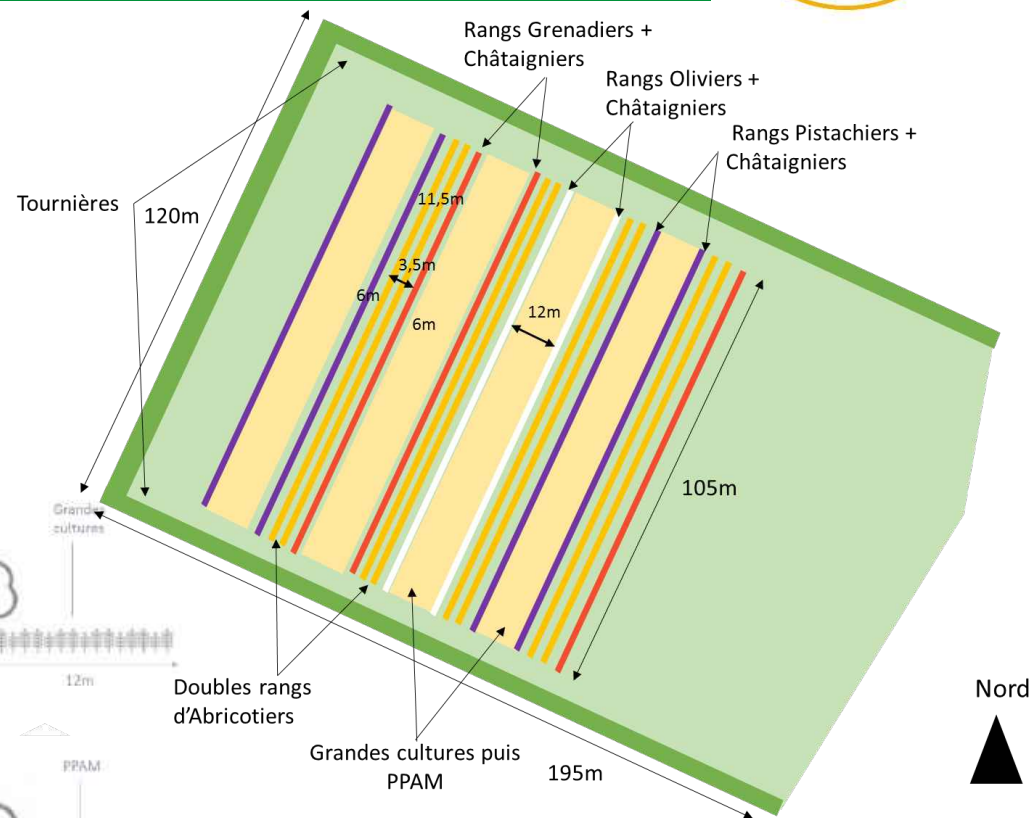 Rangs Grenadiers +
Châtaigniers
Rangs Oliviers +
Châtaigniers
Rangs Pistachiers +
Châtaigniers
Tournières
120m
11,5m
3,5m
6m
6m
12m
105m
Grandes
cultures
12m
Doubles rangs
d'Abricotiers
Grandes cultures puis
PPAM
195m
Nord
PPAM